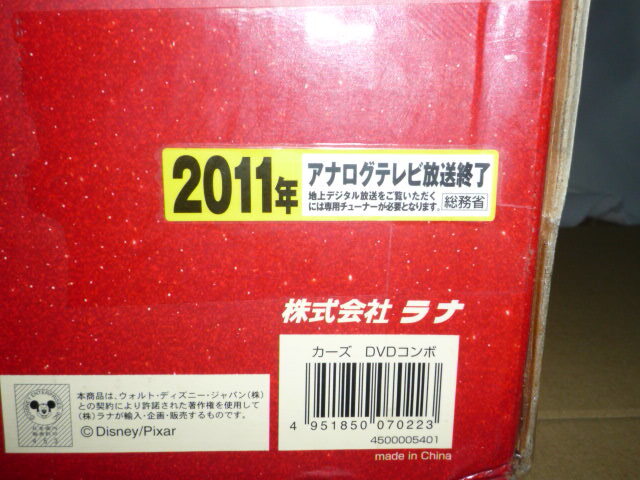 2011年
アナログテレビ放送終了
地上デジタル放送をご覧いただく
には専用チューナーが必要となります。
総務省
株式会社 ラナ
カーズ DVDコンボ
4 951850 070223
4500005401
made in China
本商品は、ウォルト・ディズニー・ジャパン(株)
との契約により許諾された著作権を使用して
(株)ラナが輸入・企画・販売するものです。
©Disney/Pixar